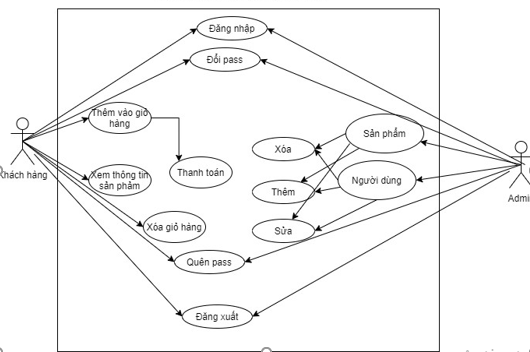 Đăng nhập
Đổi pass
Thêm vào giỏ
hàng
Sản phẩm
Xóa
Khách hàng
Xem thông tin
sản phẩm
Thanh toán
Thêm
Người dùng
Xóa giỏ hàng
Sửa
Quên pass
Đăng xuất